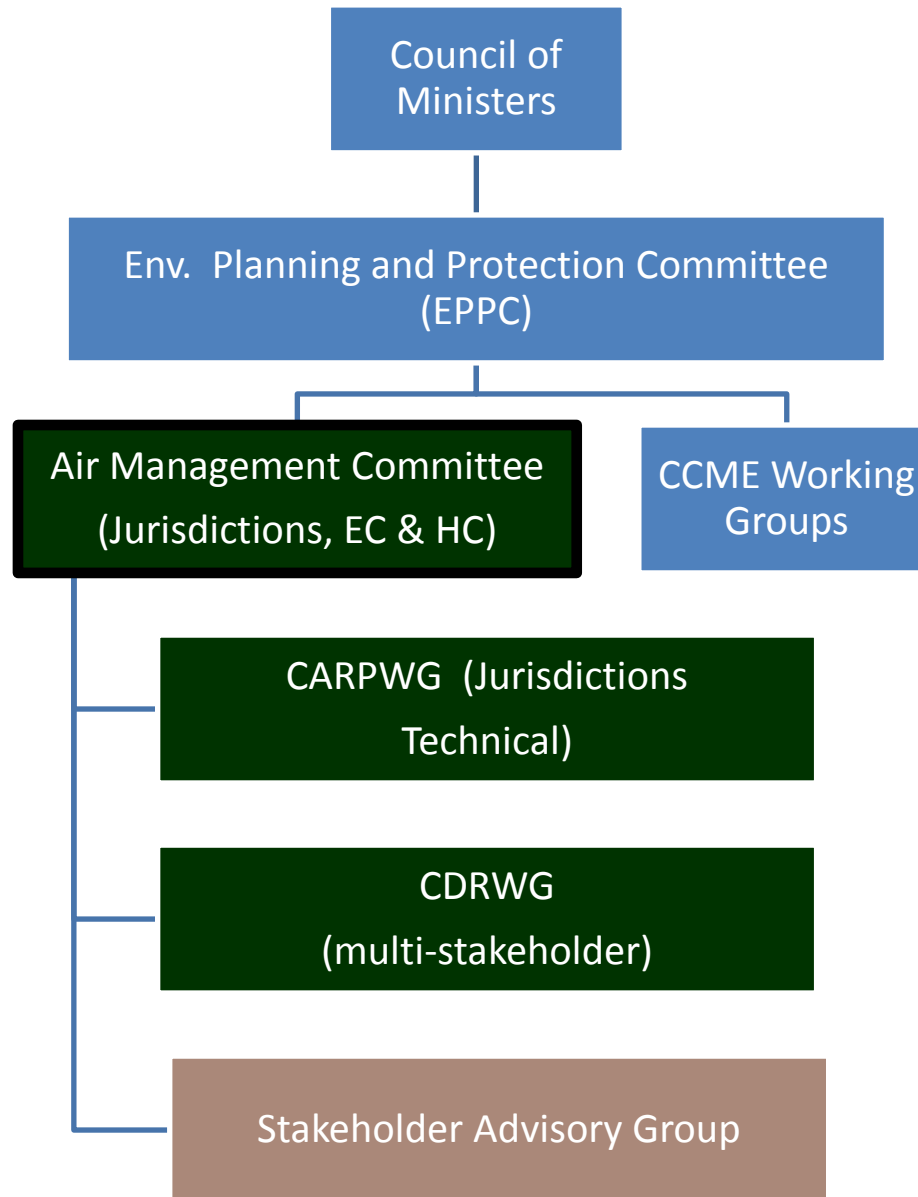 Council of
Ministers
Env.  Planning and Protection Committee
(EPPC)
Air Management Committee
(Jurisdictions, EC & HC)
CCME Working
Groups
CARPWG  (Jurisdictions
Technical)
CDRWG
(multi-stakeholder)
Stakeholder Advisory Group